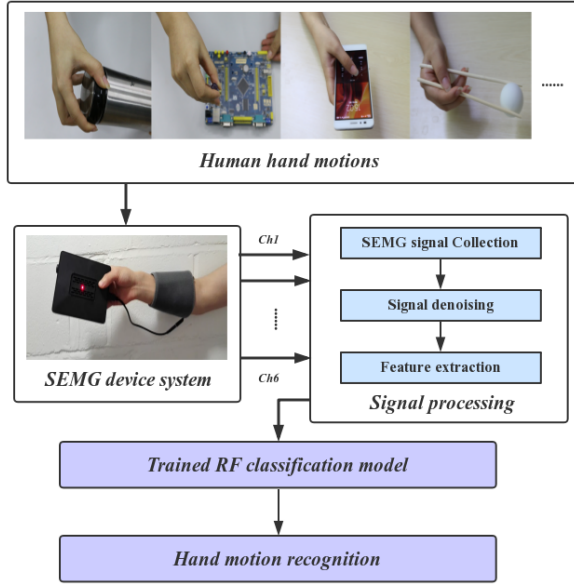 ......
Human hand motions
Ch1
SEMG signal Collection
Signal denoising
......
Feature extraction
SEMG device system
Ch6
Signal processing
Trained RF classification model
Hand motion recognition